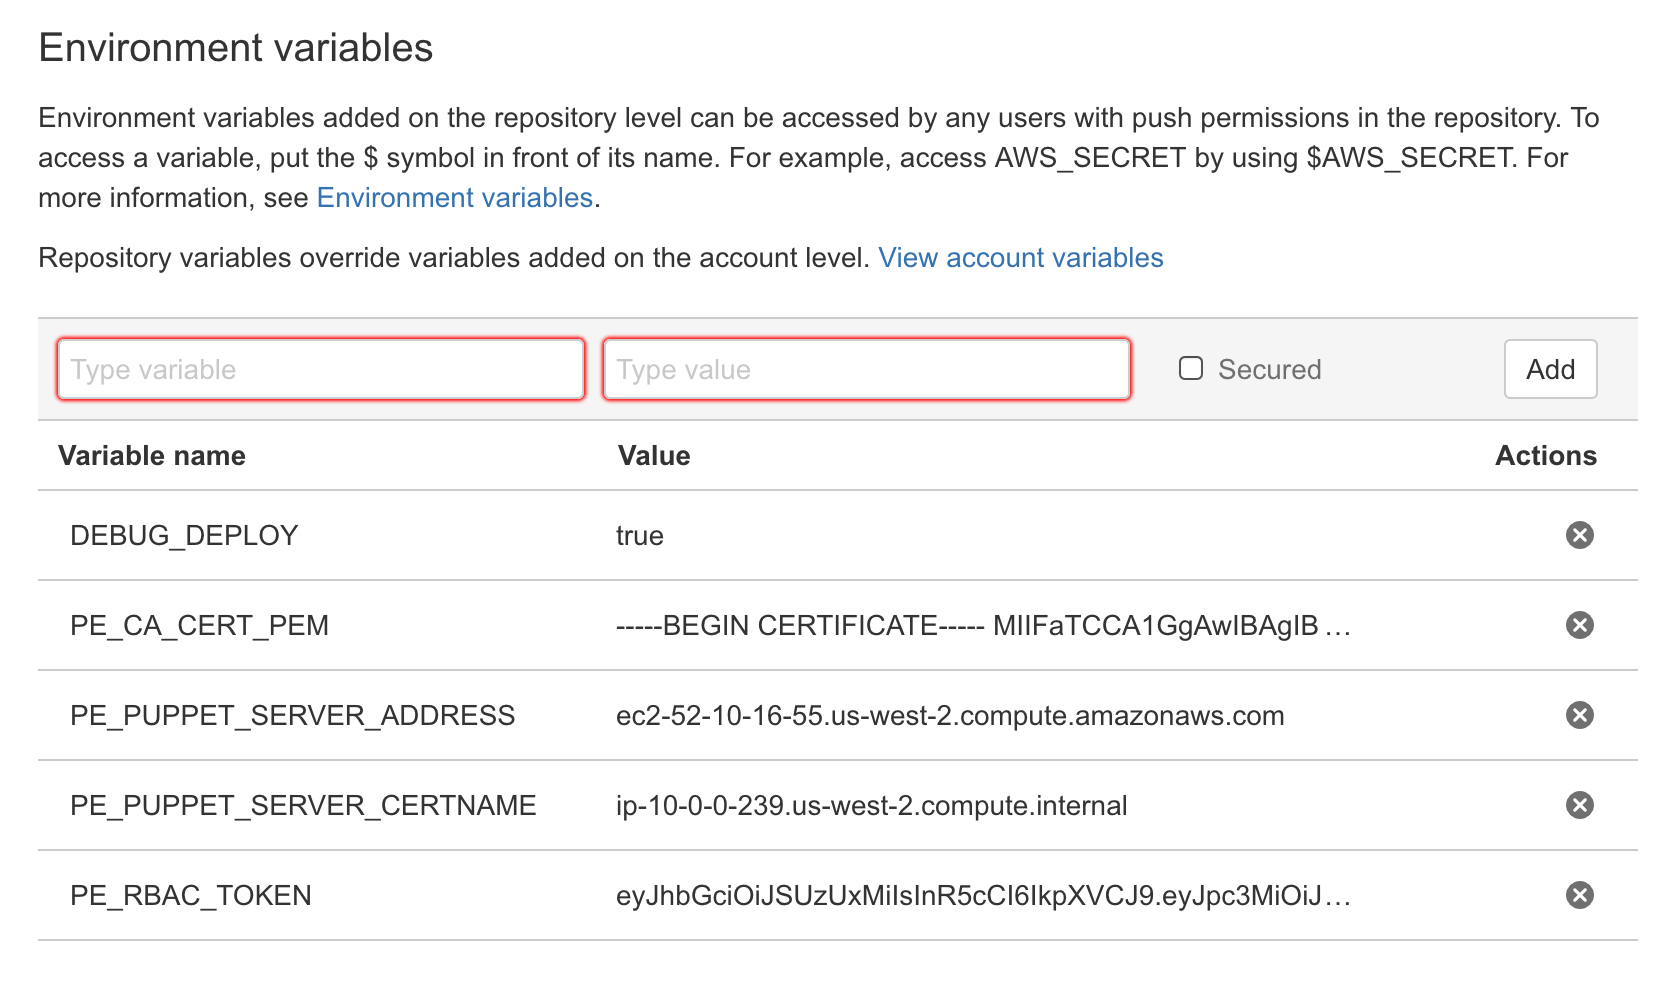 Environment variables
Environment variables added on the repository level can be accessed by any users with push permissions in the repository. To
access a variable, put the $ symbol in front of its name. For example, access AWS_SECRET by using $AWS_SECRET. For
more information, see Environment variables.
Repository variables override variables added on the account level. View account variables
Type variable Type value Secured Add
Variable name Value Actions
DEBUG_DEPLOY true
PE_CA_CERT_PEM -----BEGIN CERTIFICATE----- MIIFaTCCA1GgAwIBAgIB ...
PE_PUPPET_SERVER_ADDRESS ec2-52-10-16-55.us-west-2.compute.amazonaws.com
PE_PUPPET_SERVER_CERTNAME ip-10-0-0-239.us-west-2.compute.internal
PE_RBAC_TOKEN eyJhbGciOiJSUzUxMiIsInR5cCI6IkpXVCJ9.eyJpc3MiOiJ...